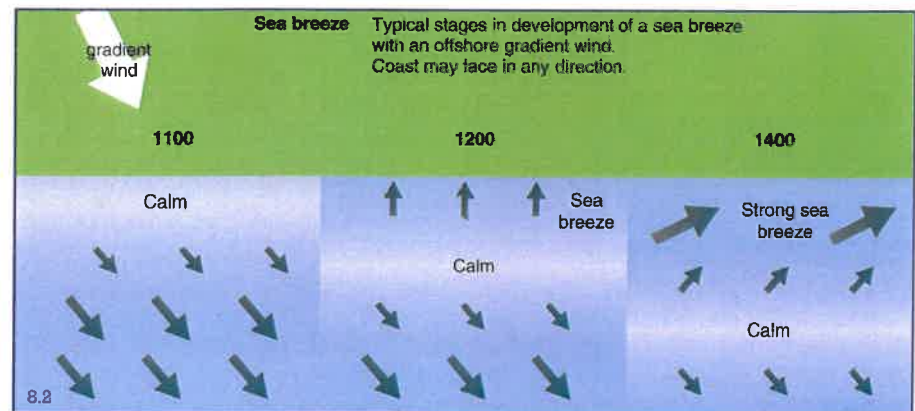 Sea breeze Typical stages in development of a sea breeze
with an offshore gradient wind.
Coast may face in any direction.
gradient
wind
1100 1200 1400
Calm
Sea
breeze
Calm
Strong sea
breeze
Calm
8.2